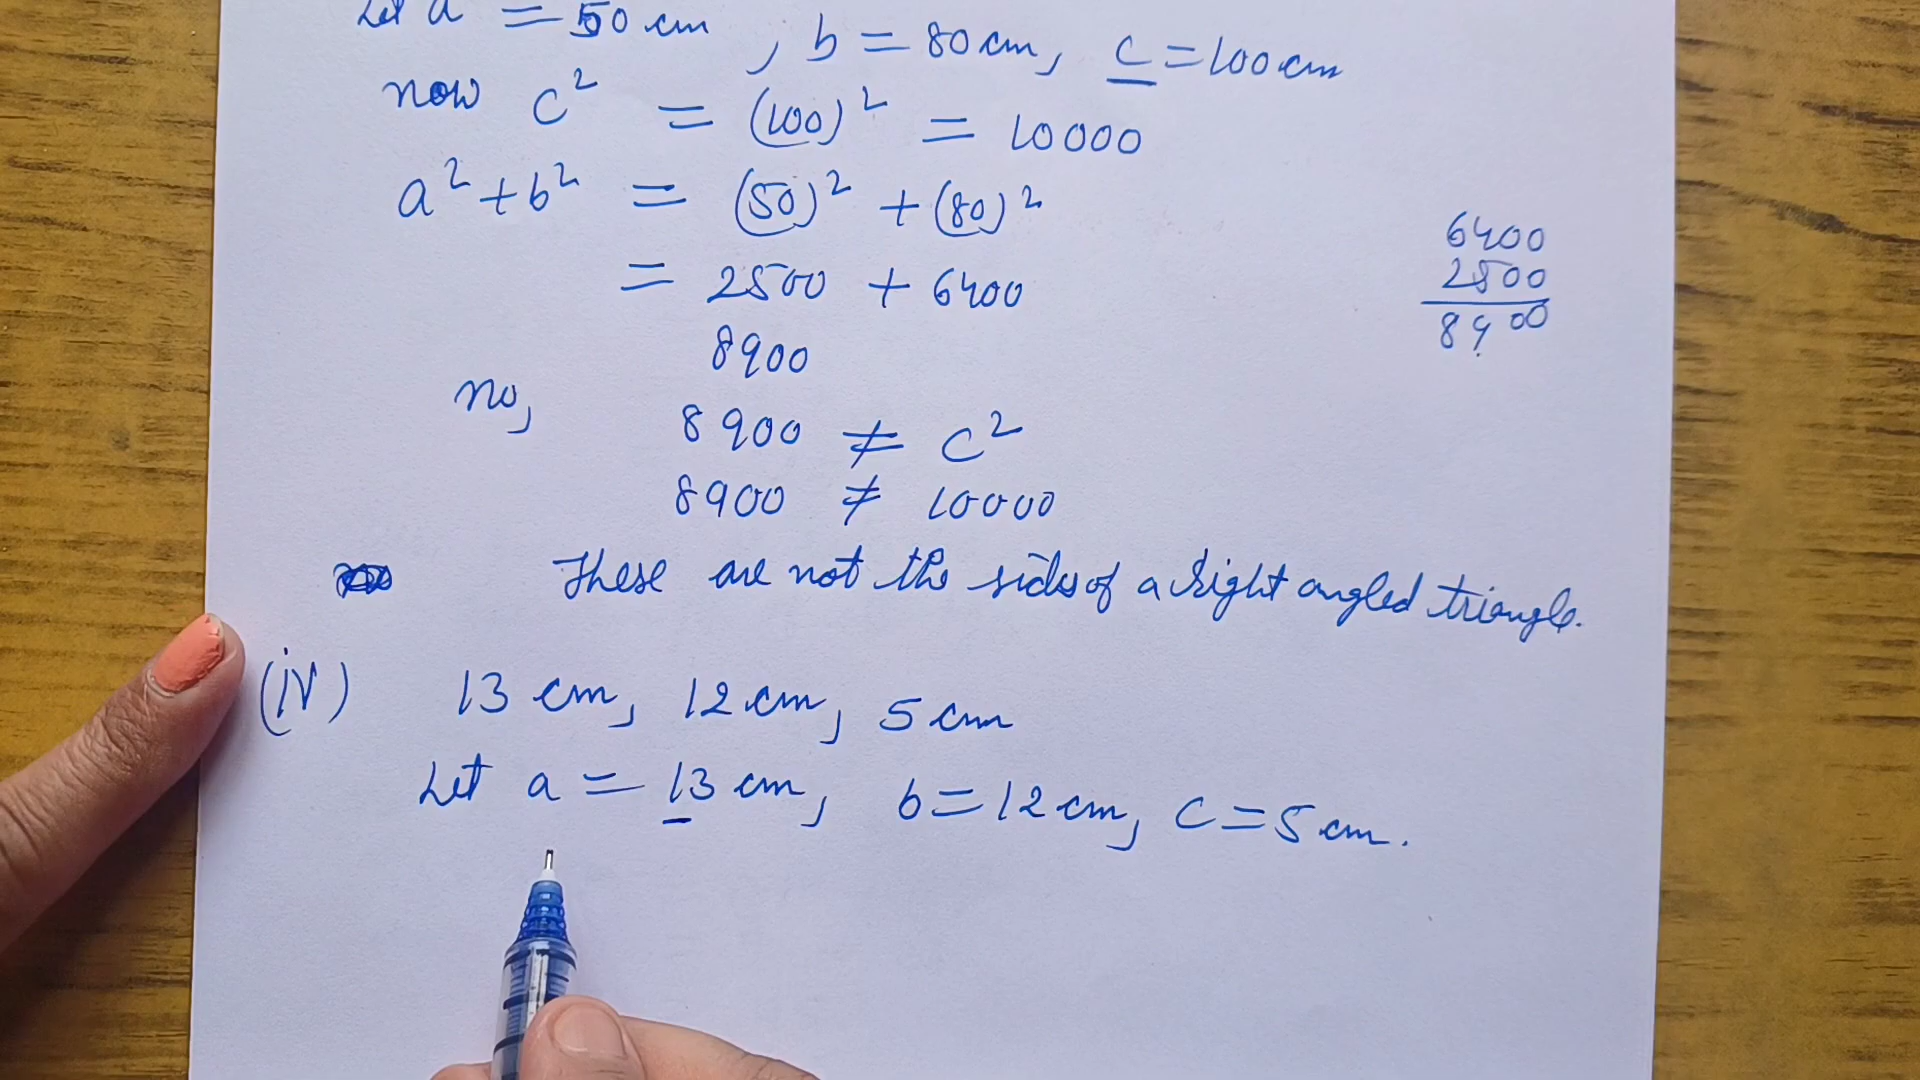 Let a = 50 cm, b = 80 cm, c = 100 cm
now c² = (100)² = 10000
a² + b² = (50)² + (80)²
= 2500 + 6400
8900
no,
8900 ≠ c²
8900 ≠ 10000
These are not the sides of a right angled triangle.
(iv) 13 cm, 12 cm, 5 cm
Let a = 13 cm, b = 12 cm, c = 5 cm.
6400
2500
8900